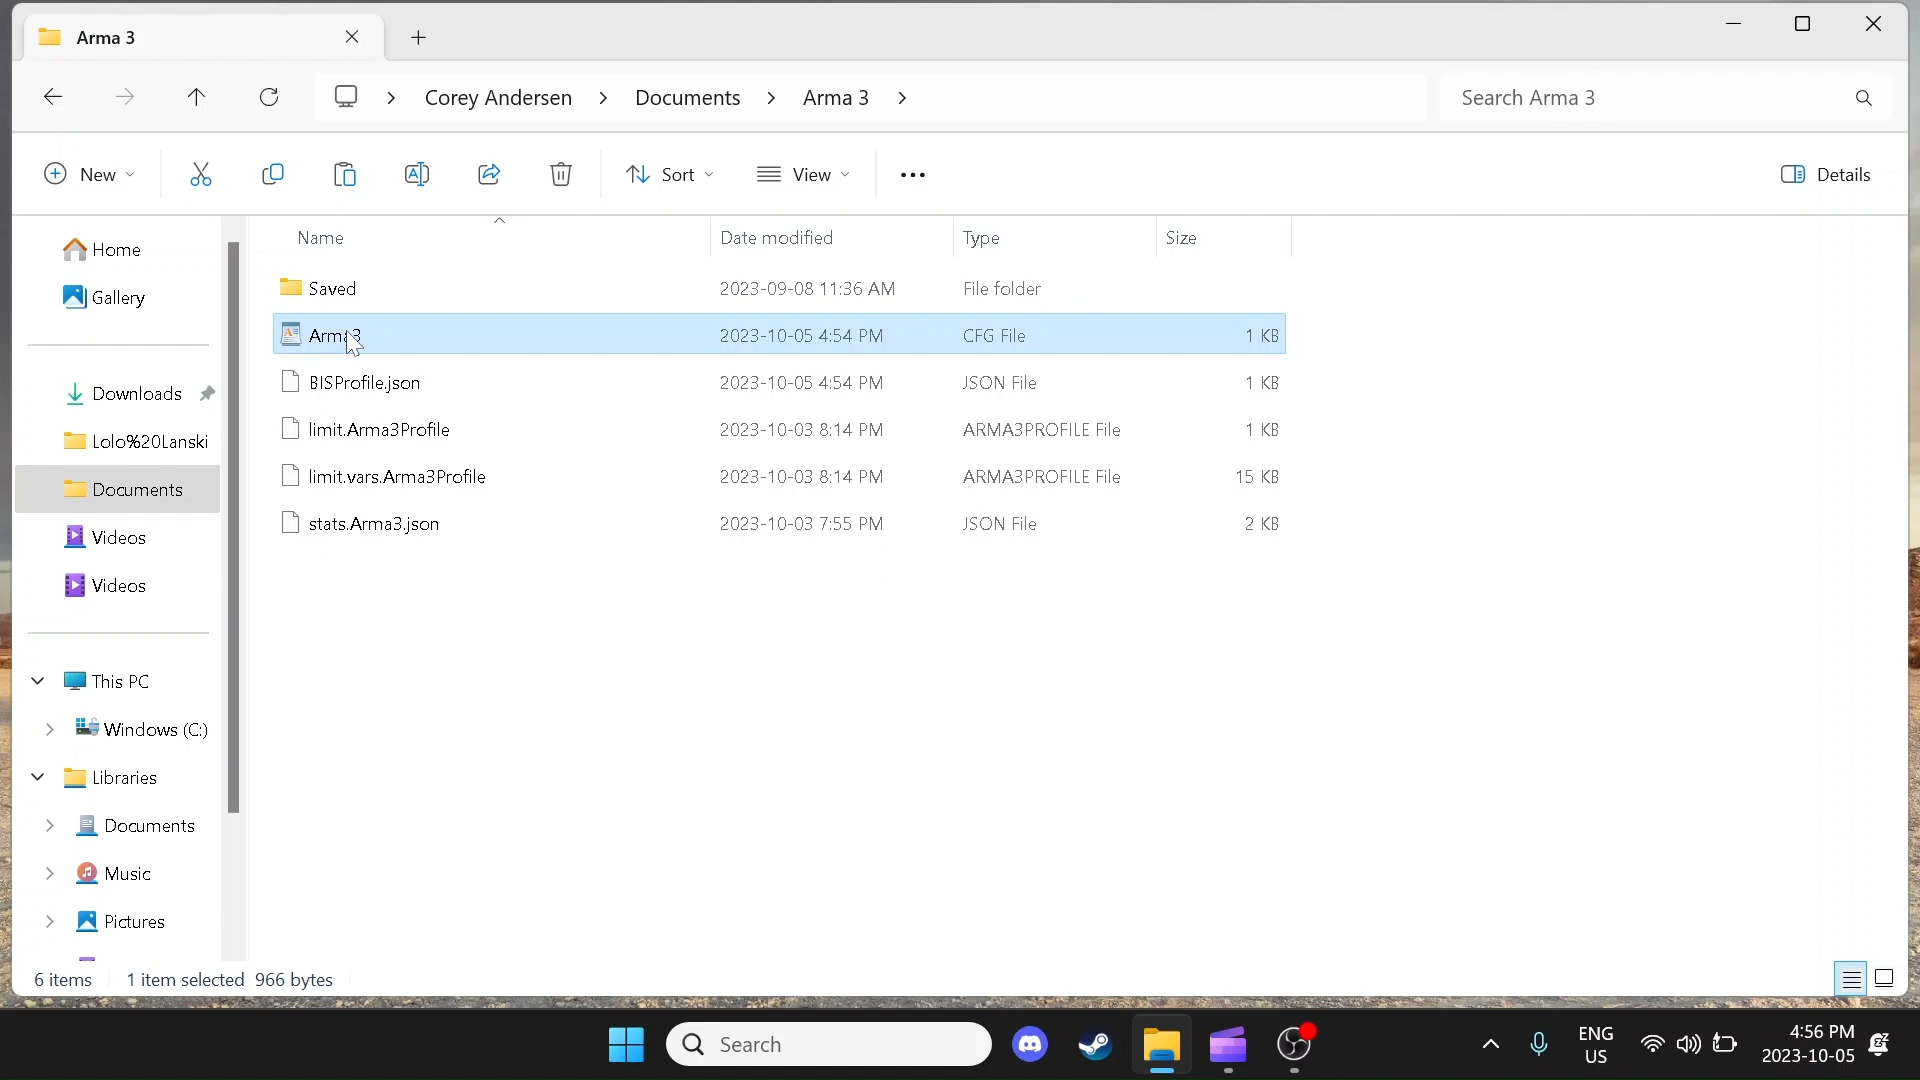 Arma 3
Corey Andersen
Documents
Arma 3
Search Arma 3
New
Sort
View
Details
Name
Date modified
Type
Size
Saved
2023-09-08 11:36 AM
File folder
Arma3
2023-10-05 4:54 PM
CFG File
1 KB
BISProfile.json
2023-10-05 4:54 PM
JSON File
1 KB
limit.Arma3Profile
2023-10-03 8:14 PM
ARMA3PROFILE File
1 KB
limit.vars.Arma3Profile
2023-10-03 8:14 PM
ARMA3PROFILE File
15 KB
stats.Arma3.json
2023-10-03 7:55 PM
JSON File
2 KB
Home
Gallery
Downloads
Lolo%20Lanski
Documents
Videos
Videos
This PC
Windows (C:)
Libraries
Documents
Music
Pictures
6 items
1 item selected 966 bytes
Search
ENG
US
4:56 PM
2023-10-05